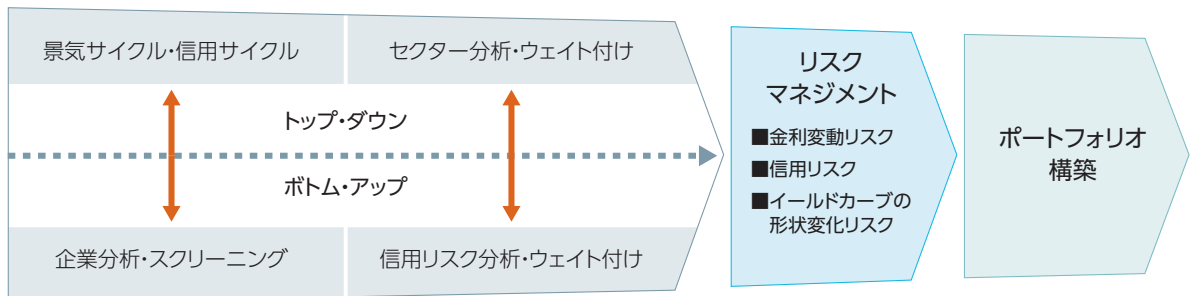 景気サイクル・信用サイクル
セクター分析・ウェイト付け
トップ・ダウン
ボトム・アップ
企業分析・スクリーニング
信用リスク分析・ウェイト付け
リスク
マネジメント
■金利変動リスク
■信用リスク
■イールドカーブの
形状変化リスク
ポートフォリオ
構築